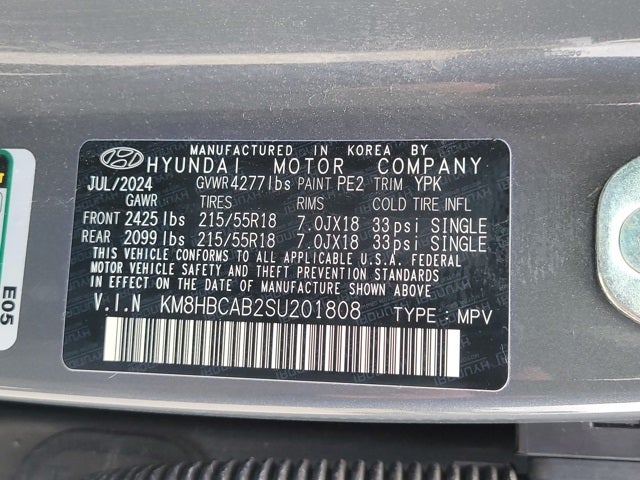 MANUFACTURED IN KOREA BY
HYUNDAI MOTOR COMPANY
JUL/2024 GVWR 4277lbs PAINT PE2 TRIM YPK
GAWR TIRES RIMS COLD TIRE INFL
FRONT 2425 lbs 215/55R18 7.0JX18 33psi SINGLE
REAR 2099 lbs 215/55R18 7.0JX18 33psi SINGLE
THIS VEHICLE CONFORMS TO ALL APPLICABLE U.S.A. FEDERAL
MOTOR VEHICLE SAFETY BUMPER, AND THEFT PREVENTION STANDARDS
IN EFFECT ON THE DATE OF MANUFACTURE SHOWN ABOVE
V.I.N KM8HBCAB2SU201808 TYPE: MPV
E05